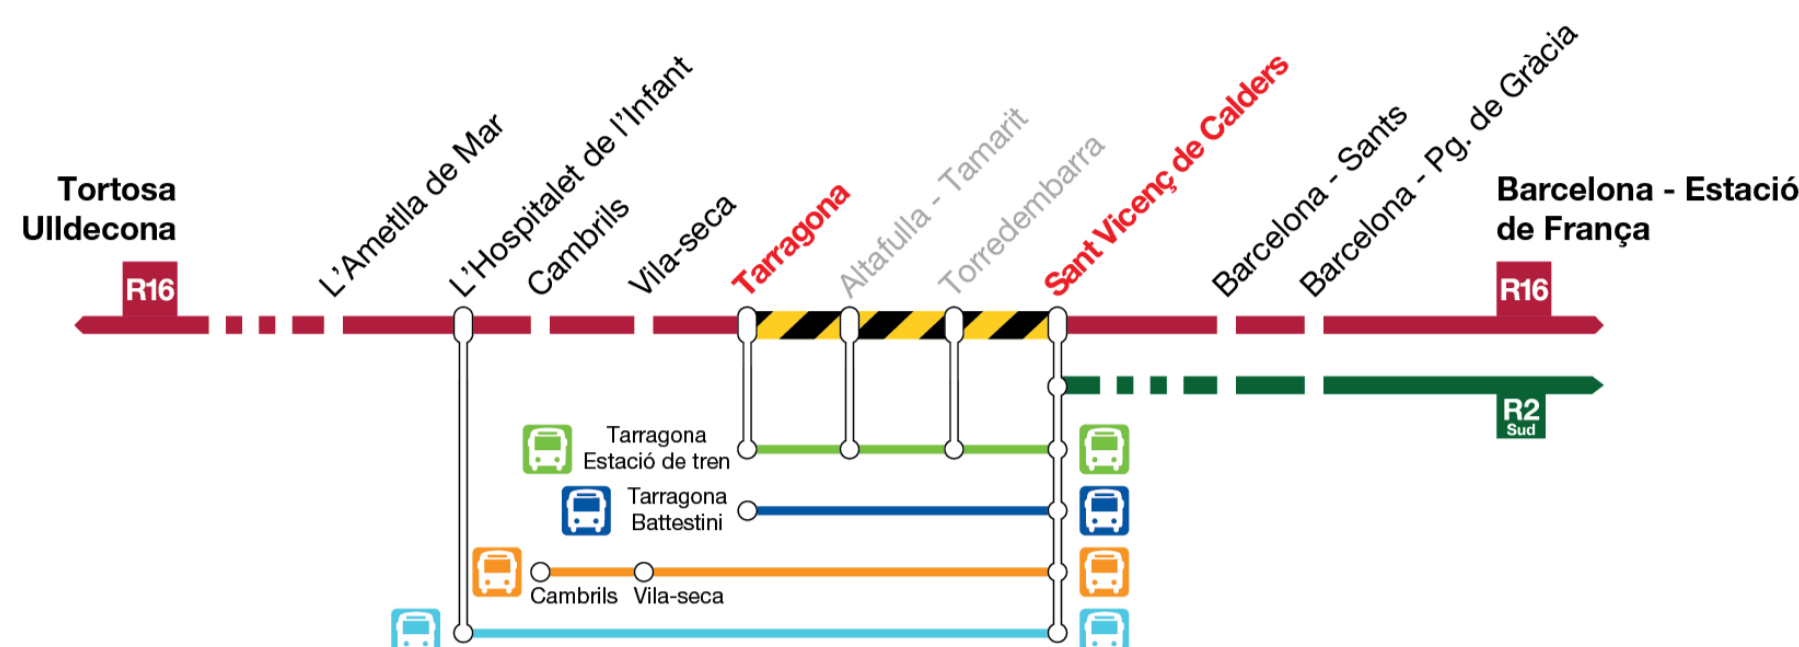 Tortosa
Ulldecona
R16
L'Ametlla de Mar
L'Hospitalet de l'Infant
Cambrils
Vila-seca
Tarragona
Altafulla - Tamarit
Torredembarra
Sant Vicenç de Calders
Barcelona - Sants
Barcelona - Pg. de Gràcia
Barcelona - Estació
de França
R16
R2
Sud
Tarragona
Estació de tren
Tarragona
Battestini
Cambrils
Vila-seca